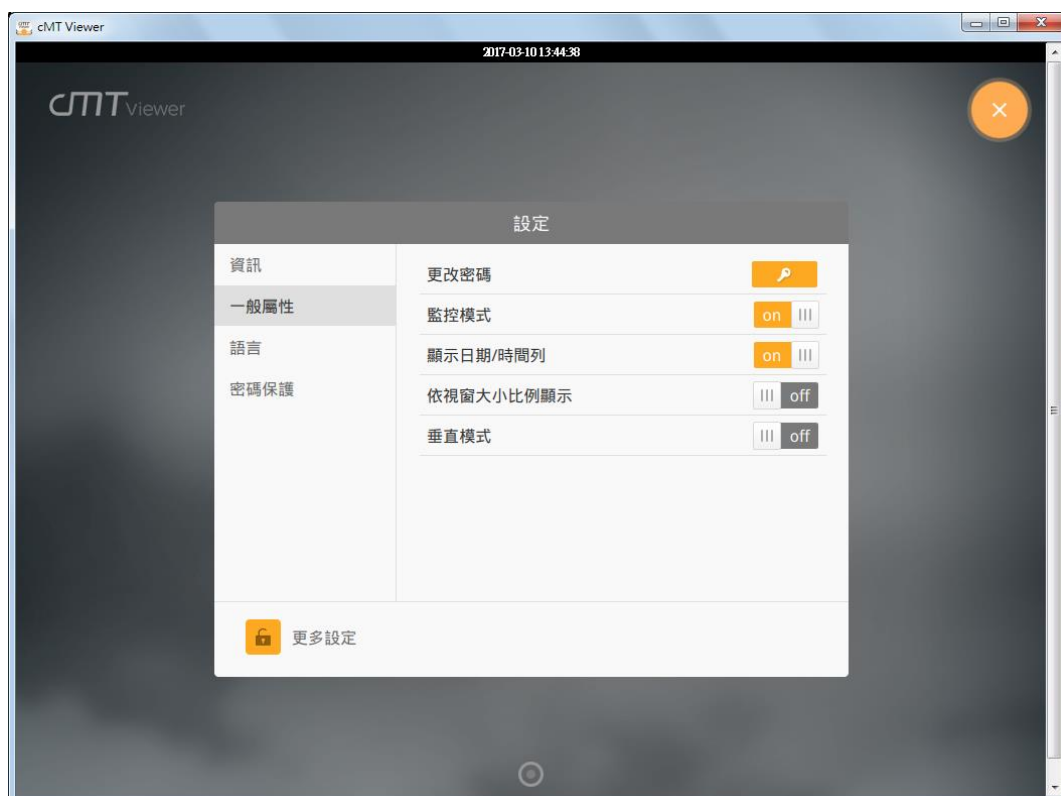 cMT Viewer
2017-03-10 13:44:38
cMT Viewer
設定
資訊
一般屬性
語言
密碼保護
更改密碼
監控模式 on
顯示日期/時間列 on
依視窗大小比例顯示 off
垂直模式 off
更多設定